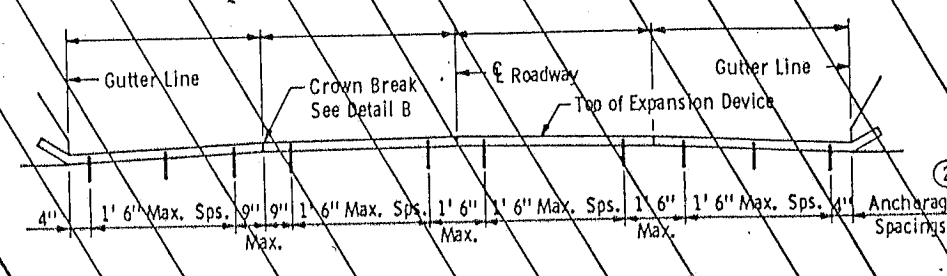 Gutter Line
Crown Break
See Detail B
℄ Roadway
Top of Expansion Device
Gutter Line
4" 1' 6" Max. Sps. 9" 9" 1' 6" Max. Sps. 1' 6" 1' 6" Max. Sps. 1' 6" 1' 6" Max. Sps. 4" Anchorag
Max. Max. Max. Spacings
2